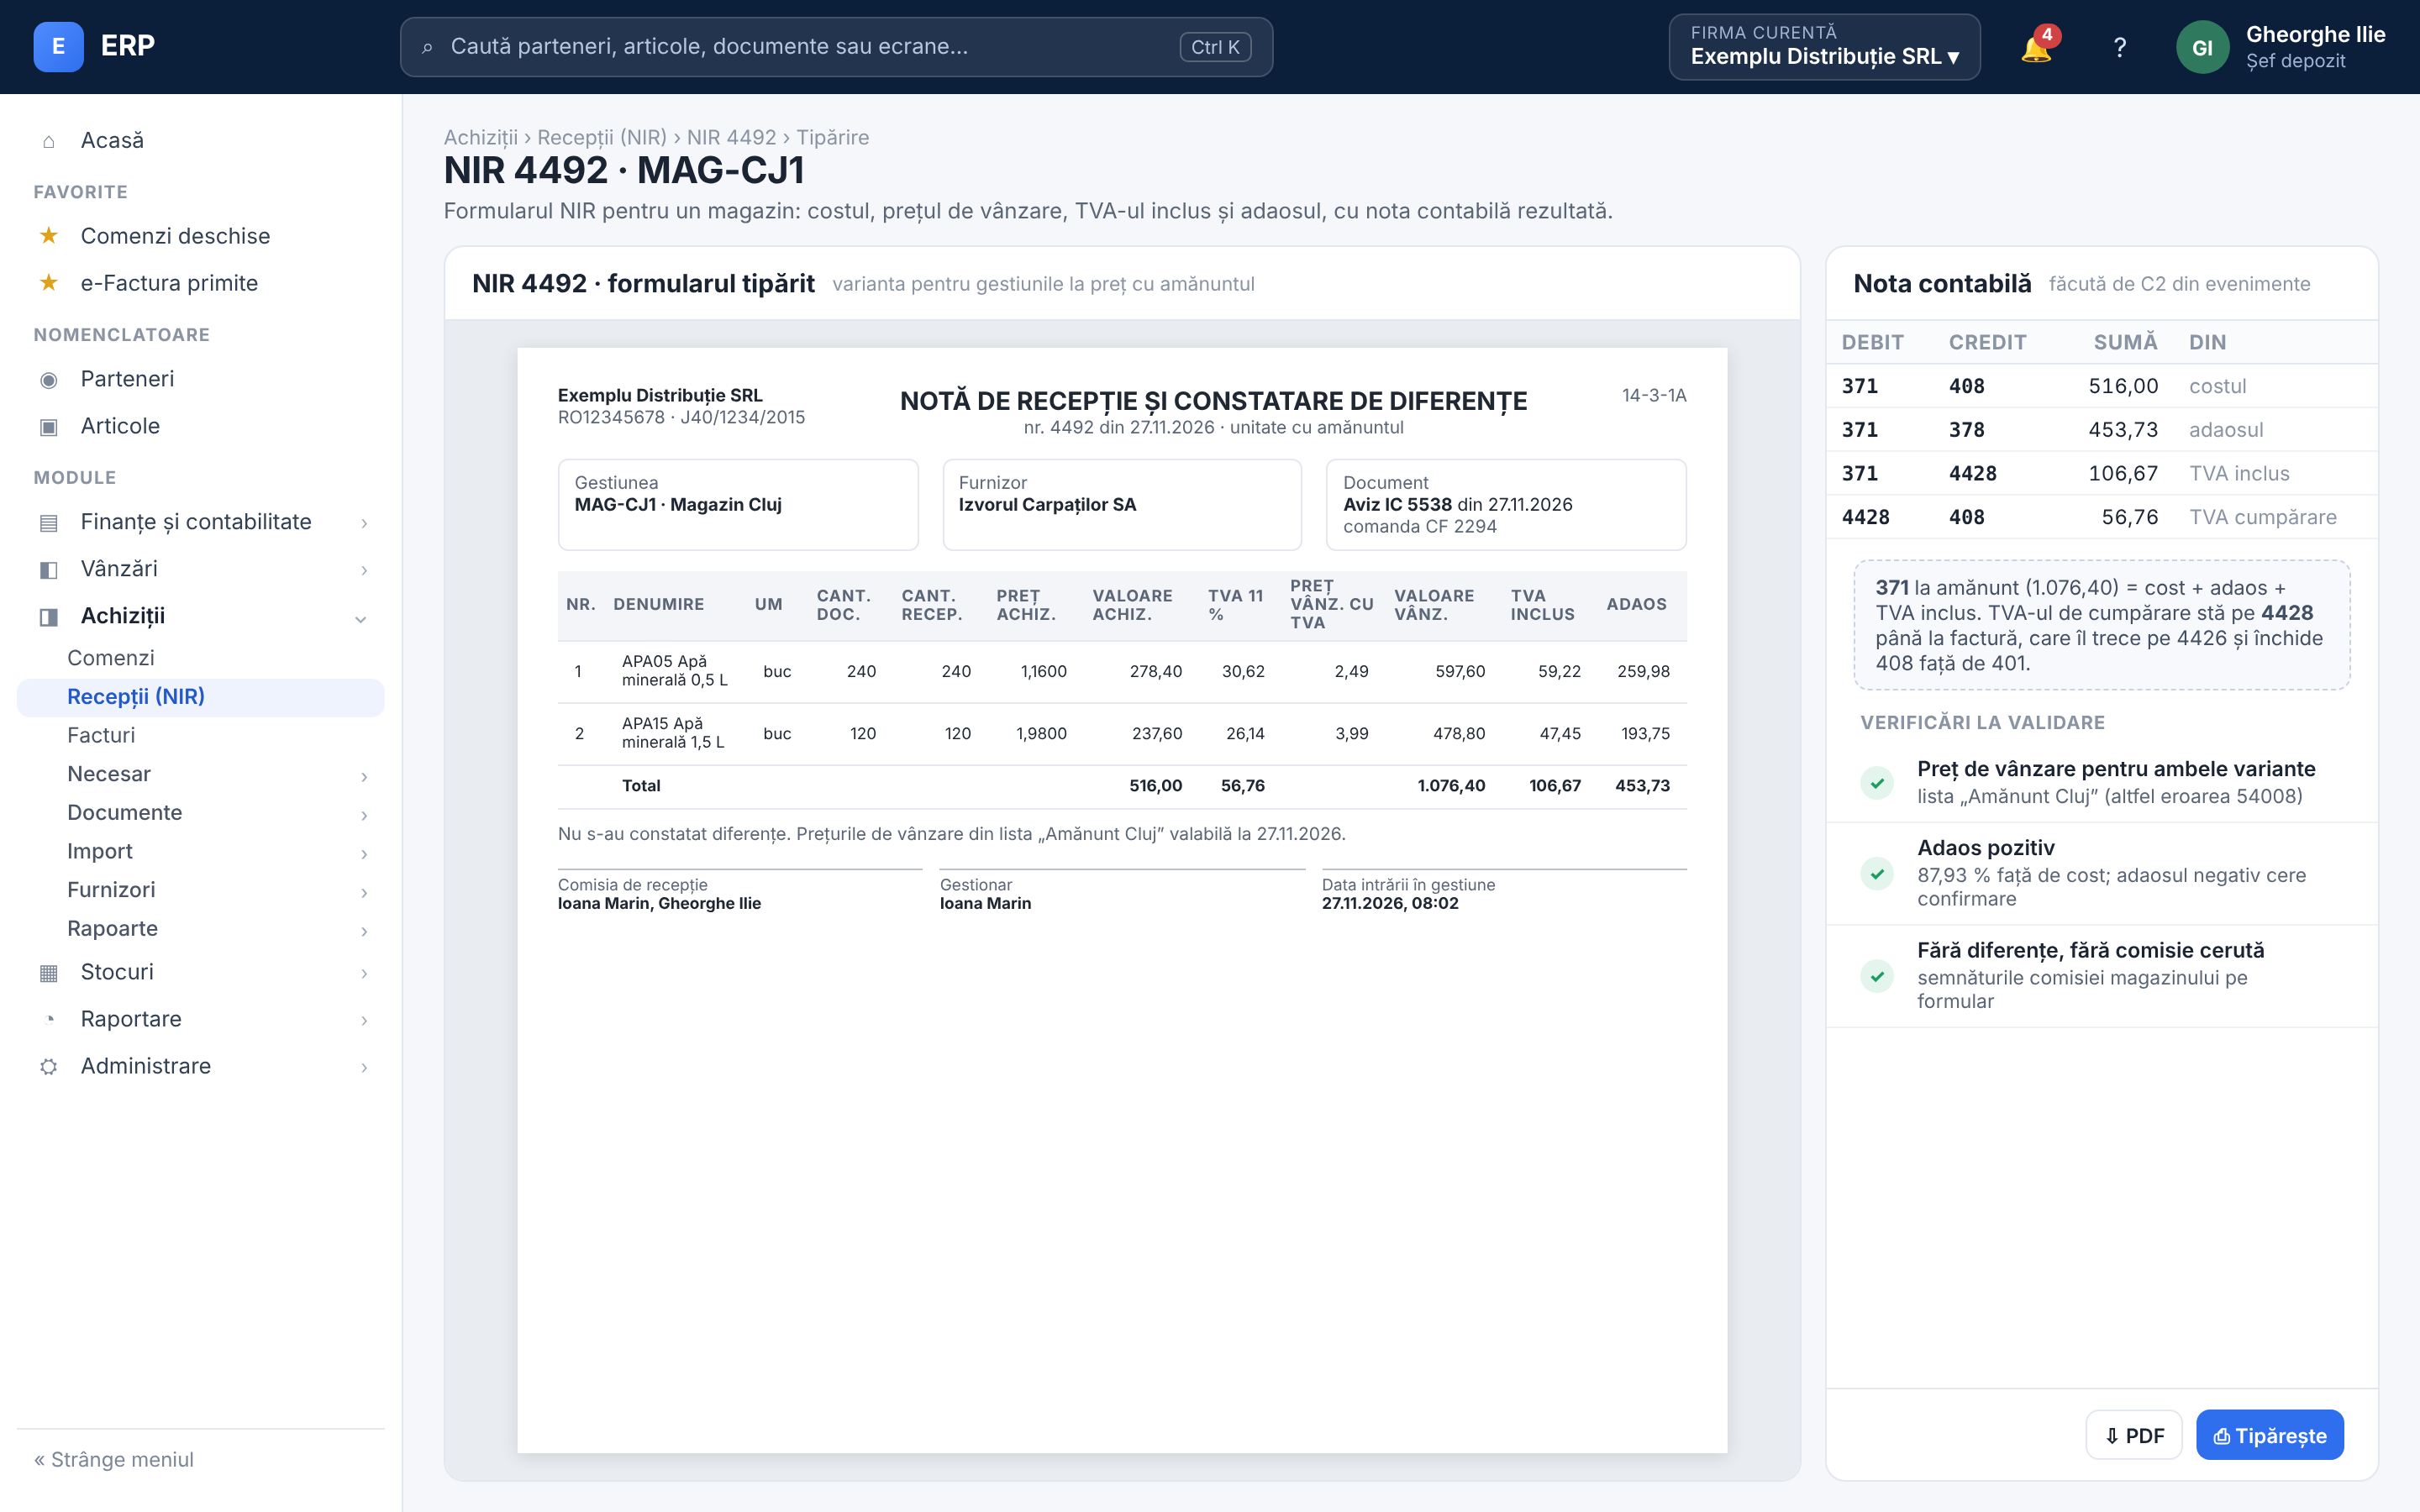 E ERP
Caută parteneri, articole, documente sau ecrane... Ctrl K
FIRMA CURENTĂ
Exemplu Distribuție SRL ▾
4
?
GI
Gheorghe Ilie
Șef depozit
Acasă
FAVORITE
Comenzi deschise
e-Factura primite
NOMENCLATOARE
Parteneri
Articole
MODULE
Finanțe și contabilitate
Vânzări
Achiziții
Comenzi
Recepții (NIR)
Facturi
Necesar
Documente
Import
Furnizori
Rapoarte
Stocuri
Raportare
Administrare
« Strânge meniul
Achiziții › Recepții (NIR) › NIR 4492 › Tipărire
NIR 4492 · MAG-CJ1
Formularul NIR pentru un magazin: costul, prețul de vânzare, TVA-ul inclus și adaosul, cu nota contabilă rezultată.
NIR 4492 · formularul tipărit varianta pentru gestiunile la preț cu amănuntul
Exemplu Distribuție SRL
RO12345678 · J40/1234/2015
NOTĂ DE RECEPȚIE ȘI CONSTATARE DE DIFERENȚE
nr. 4492 din 27.11.2026 · unitate cu amănuntul
14-3-1A
Gestiunea
MAG-CJ1 · Magazin Cluj
Furnizor
Izvorul Carpaților SA
Document
Aviz IC 5538 din 27.11.2026
comanda CF 2294
NR. DENUMIRE UM CANT. DOC. CANT. RECEP. PREȚ ACHIZ. VALOARE ACHIZ. TVA 11 % PREȚ VÂNZ. CU TVA VALOARE VÂNZ. TVA INCLUS ADAOS
1 APA05 Apă minerală 0,5 L buc 240 240 1,1600 278,40 30,62 2,49 597,60 59,22 259,98
2 APA15 Apă minerală 1,5 L buc 120 120 1,9800 237,60 26,14 3,99 478,80 47,45 193,75
Total 516,00 56,76 1.076,40 106,67 453,73
Nu s-au constatat diferențe. Prețurile de vânzare din lista „Amănunt Cluj” valabilă la 27.11.2026.
Comisia de recepție
Ioana Marin, Gheorghe Ilie
Gestionar
Ioana Marin
Data intrării în gestiune
27.11.2026, 08:02
Nota contabilă făcută de C2 din evenimente
DEBIT CREDIT SUMĂ DIN
371 408 516,00 costul
371 378 453,73 adaosul
371 4428 106,67 TVA inclus
4428 408 56,76 TVA cumpărare
371 la amănunt (1.076,40) = cost + adaos +
TVA inclus. TVA-ul de cumpărare stă pe 4428
până la factură, care îl trece pe 4426 și închide
408 față de 401.
VERIFICĂRI LA VALIDARE
Preț de vânzare pentru ambele variante
lista „Amănunt Cluj” (altfel eroarea 54008)
Adaos pozitiv
87,93 % față de cost; adaosul negativ cere
confirmare
Fără diferențe, fără comisie cerută
semnăturile comisiei magazinului pe
formular
⇩ PDF
⎙ Tipărește